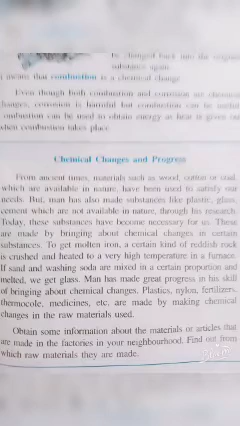 be changed back into the original
substance again.
t means that combustion is a chemical change
Even though both combustion and corrosion are chemical
changes, corrosion is harmful but combustion can be useful
ombustion can be used to obtain energy as heat is given out
when combustion takes place
Chemical Changes and Progress
From ancient times, materials such as wood, cotton or coal,
which are available in nature, have been used to satisfy our
needs. But, man has also made substances like plastic, glass,
cement which are not available in nature, through his research.
Today, these substances have become necessary for us. These
are made by bringing about chemical changes in certain
substances. To get molten iron, a certain kind of reddish rock
is crushed and heated to a very high temperature in a furnace.
If sand and washing soda are mixed in a certain proportion and
melted, we get glass. Man has made great progress in his skill
of bringing about chemical changes. Plastics, nylon, fertilizers,
thermocole, medicines, etc. are made by making chemical
changes in the raw materials used.
Obtain some information about the materials or articles that
are made in the factories in your neighbourhood. Find out from
which raw materials they are made.